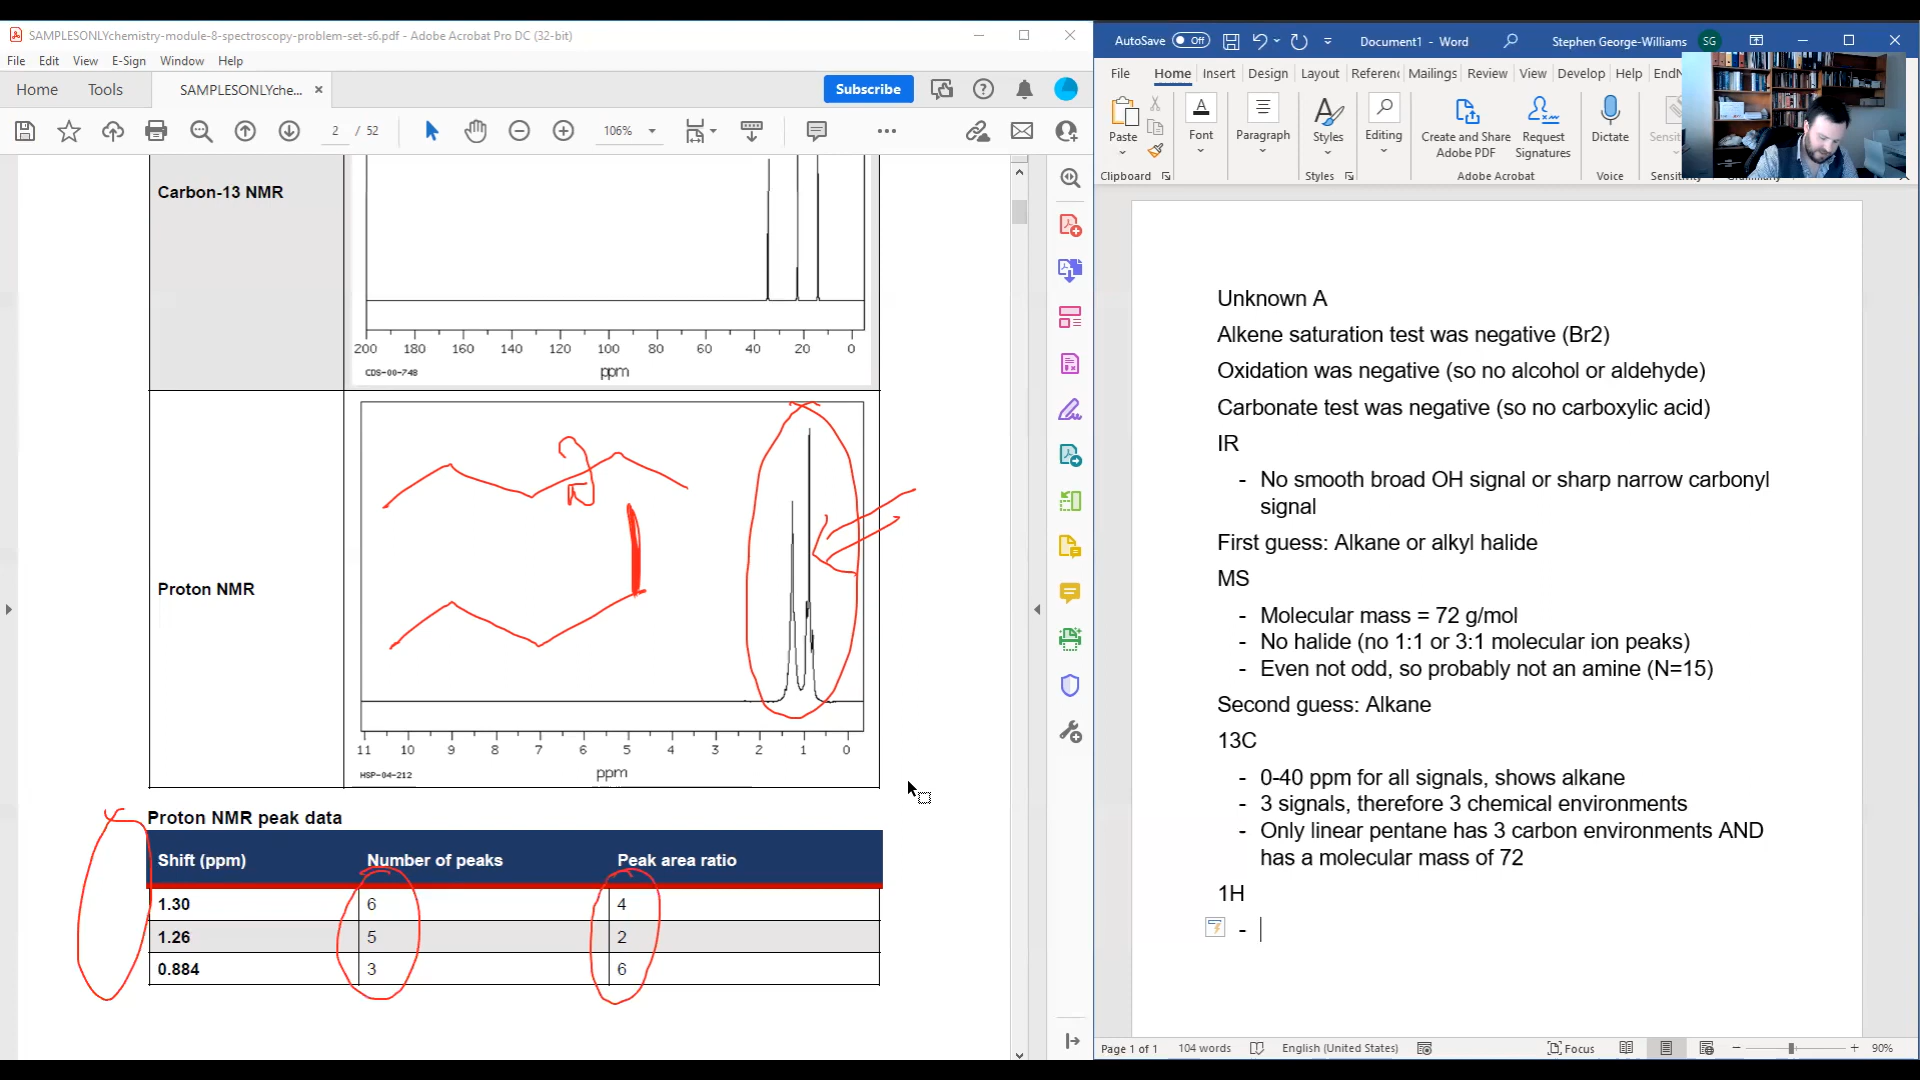 SAMPLESONLYchemistry-module-8-spectroscopy-problem-set-s6.pdf - Adobe Acrobat Pro DC (32-bit)
File Edit View E-Sign Window Help
Home Tools SAMPLESONLYche... × Subscribe
2 / 52 106%
Carbon-13 NMR
200 180 160 140 120 100 80 60 40 20 0
CDS-00-748 ppm
Proton NMR
11 10 9 8 7 6 5 4 3 2 1 0
HSP-04-212 ppm
Proton NMR peak data
Shift (ppm) Number of peaks Peak area ratio
1.30 6 4
1.26 5 2
0.884 3 6
AutoSave Off Document1 - Word Stephen George-Williams SG
File Home Insert Design Layout Referenc Mailings Review View Develop Help EndN
Paste Font Paragraph Styles Editing Create and Share Adobe PDF Request Signatures Dictate Sensit
Clipboard Styles Adobe Acrobat Voice Sensitivity
Unknown A
Alkene saturation test was negative (Br2)
Oxidation was negative (so no alcohol or aldehyde)
Carbonate test was negative (so no carboxylic acid)
IR
- No smooth broad OH signal or sharp narrow carbonyl
signal
First guess: Alkane or alkyl halide
MS
- Molecular mass = 72 g/mol
- No halide (no 1:1 or 3:1 molecular ion peaks)
- Even not odd, so probably not an amine (N=15)
Second guess: Alkane
13C
- 0-40 ppm for all signals, shows alkane
- 3 signals, therefore 3 chemical environments
- Only linear pentane has 3 carbon environments AND
has a molecular mass of 72
1H
-
Page 1 of 1 104 words English (United States) Focus 90%